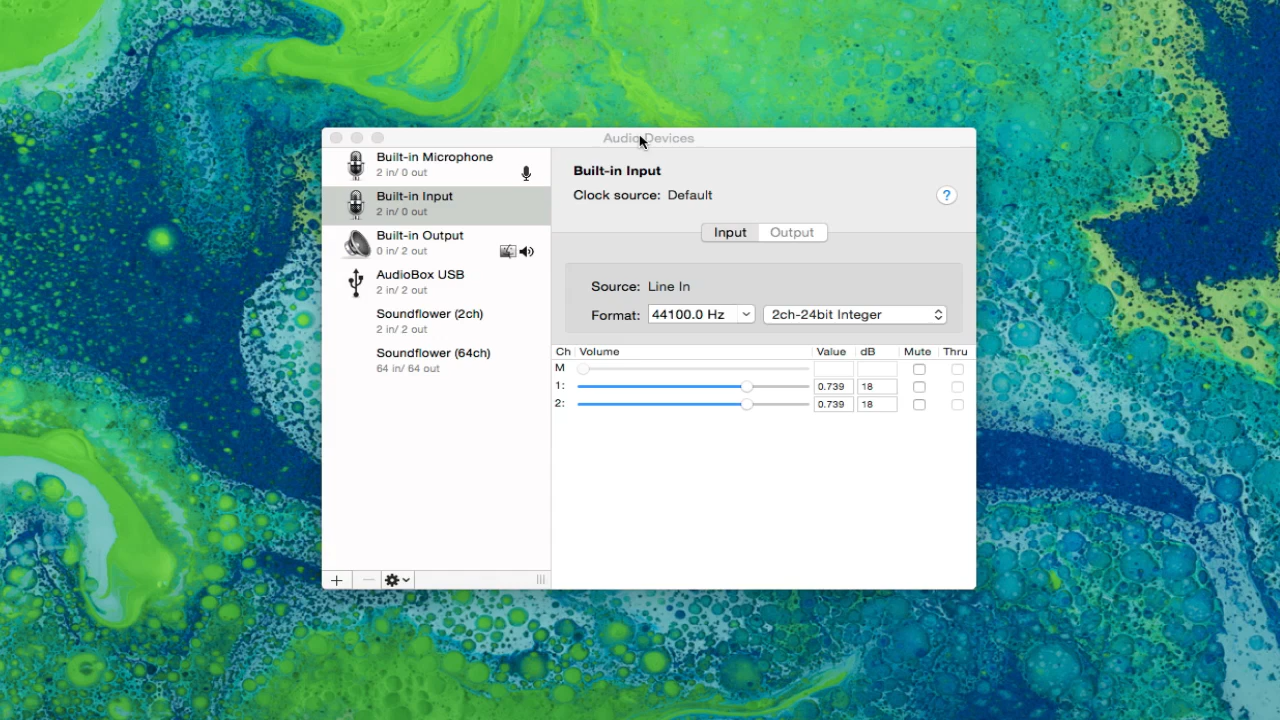 Audio Devices
Built-in Microphone
2 in/ 0 out
Built-in Input
2 in/ 0 out
Built-in Output
0 in/ 2 out
AudioBox USB
2 in/ 2 out
Soundflower (2ch)
2 in/ 2 out
Soundflower (64ch)
64 in/ 64 out
Built-in Input
Clock source: Default
?
Input Output
Source: Line In
Format: 44100.0 Hz 2ch-24bit Integer
Ch Volume Value dB Mute Thru
M
1: 0.739 18
2: 0.739 18